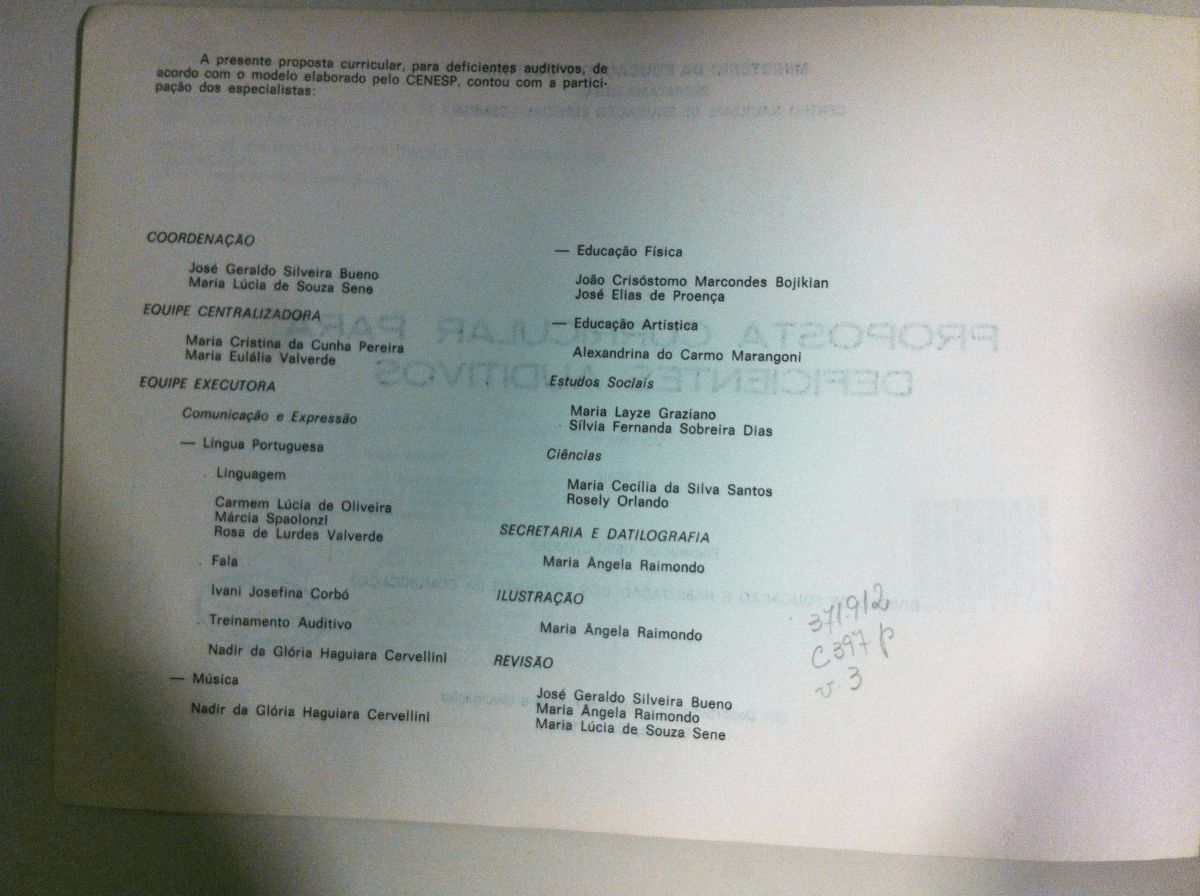 A presente proposta curricular, para deficientes auditivos, de
acordo com o modelo elaborado pelo CENESP, contou com a partici-
pação dos especialistas:
COORDENAÇÃO
José Geraldo Silveira Bueno
Maria Lúcia de Souza Sene
EQUIPE CENTRALIZADORA
Maria Cristina da Cunha Pereira
Maria Eulália Valverde
EQUIPE EXECUTORA
Comunicação e Expressão
— Língua Portuguesa
. Linguagem
Carmem Lúcia de Oliveira
Márcia Spaolonzi
Rosa de Lurdes Valverde
. Fala
Ivani Josefina Corbó
. Treinamento Auditivo
Nadir da Glória Haguiara Cervellini
— Música
Nadir da Glória Haguiara Cervellini
— Educação Física
João Crisóstomo Marcondes Bojikian
José Elias de Proença
— Educação Artística
Alexandrina do Carmo Marangoni
Estudos Sociais
Maria Layze Graziano
Sílvia Fernanda Sobreira Dias
Ciências
Maria Cecília da Silva Santos
Rosely Orlando
SECRETARIA E DATILOGRAFIA
Maria Ângela Raimondo
ILUSTRAÇÃO
Maria Ângela Raimondo
REVISÃO
José Geraldo Silveira Bueno
Maria Ângela Raimondo
Maria Lúcia de Souza Sene
371.912
C397p
v. 3
PROPOSTA CURRICULAR PARA
DEFICIENTES AUDITIVOS